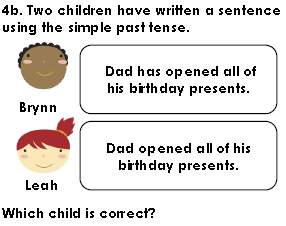 4b. Two children have written a sentence
using the simple past tense.
Dad has opened all of
his birthday presents.
Brynn
Dad opened all of his
birthday presents.
Leah
Which child is correct?